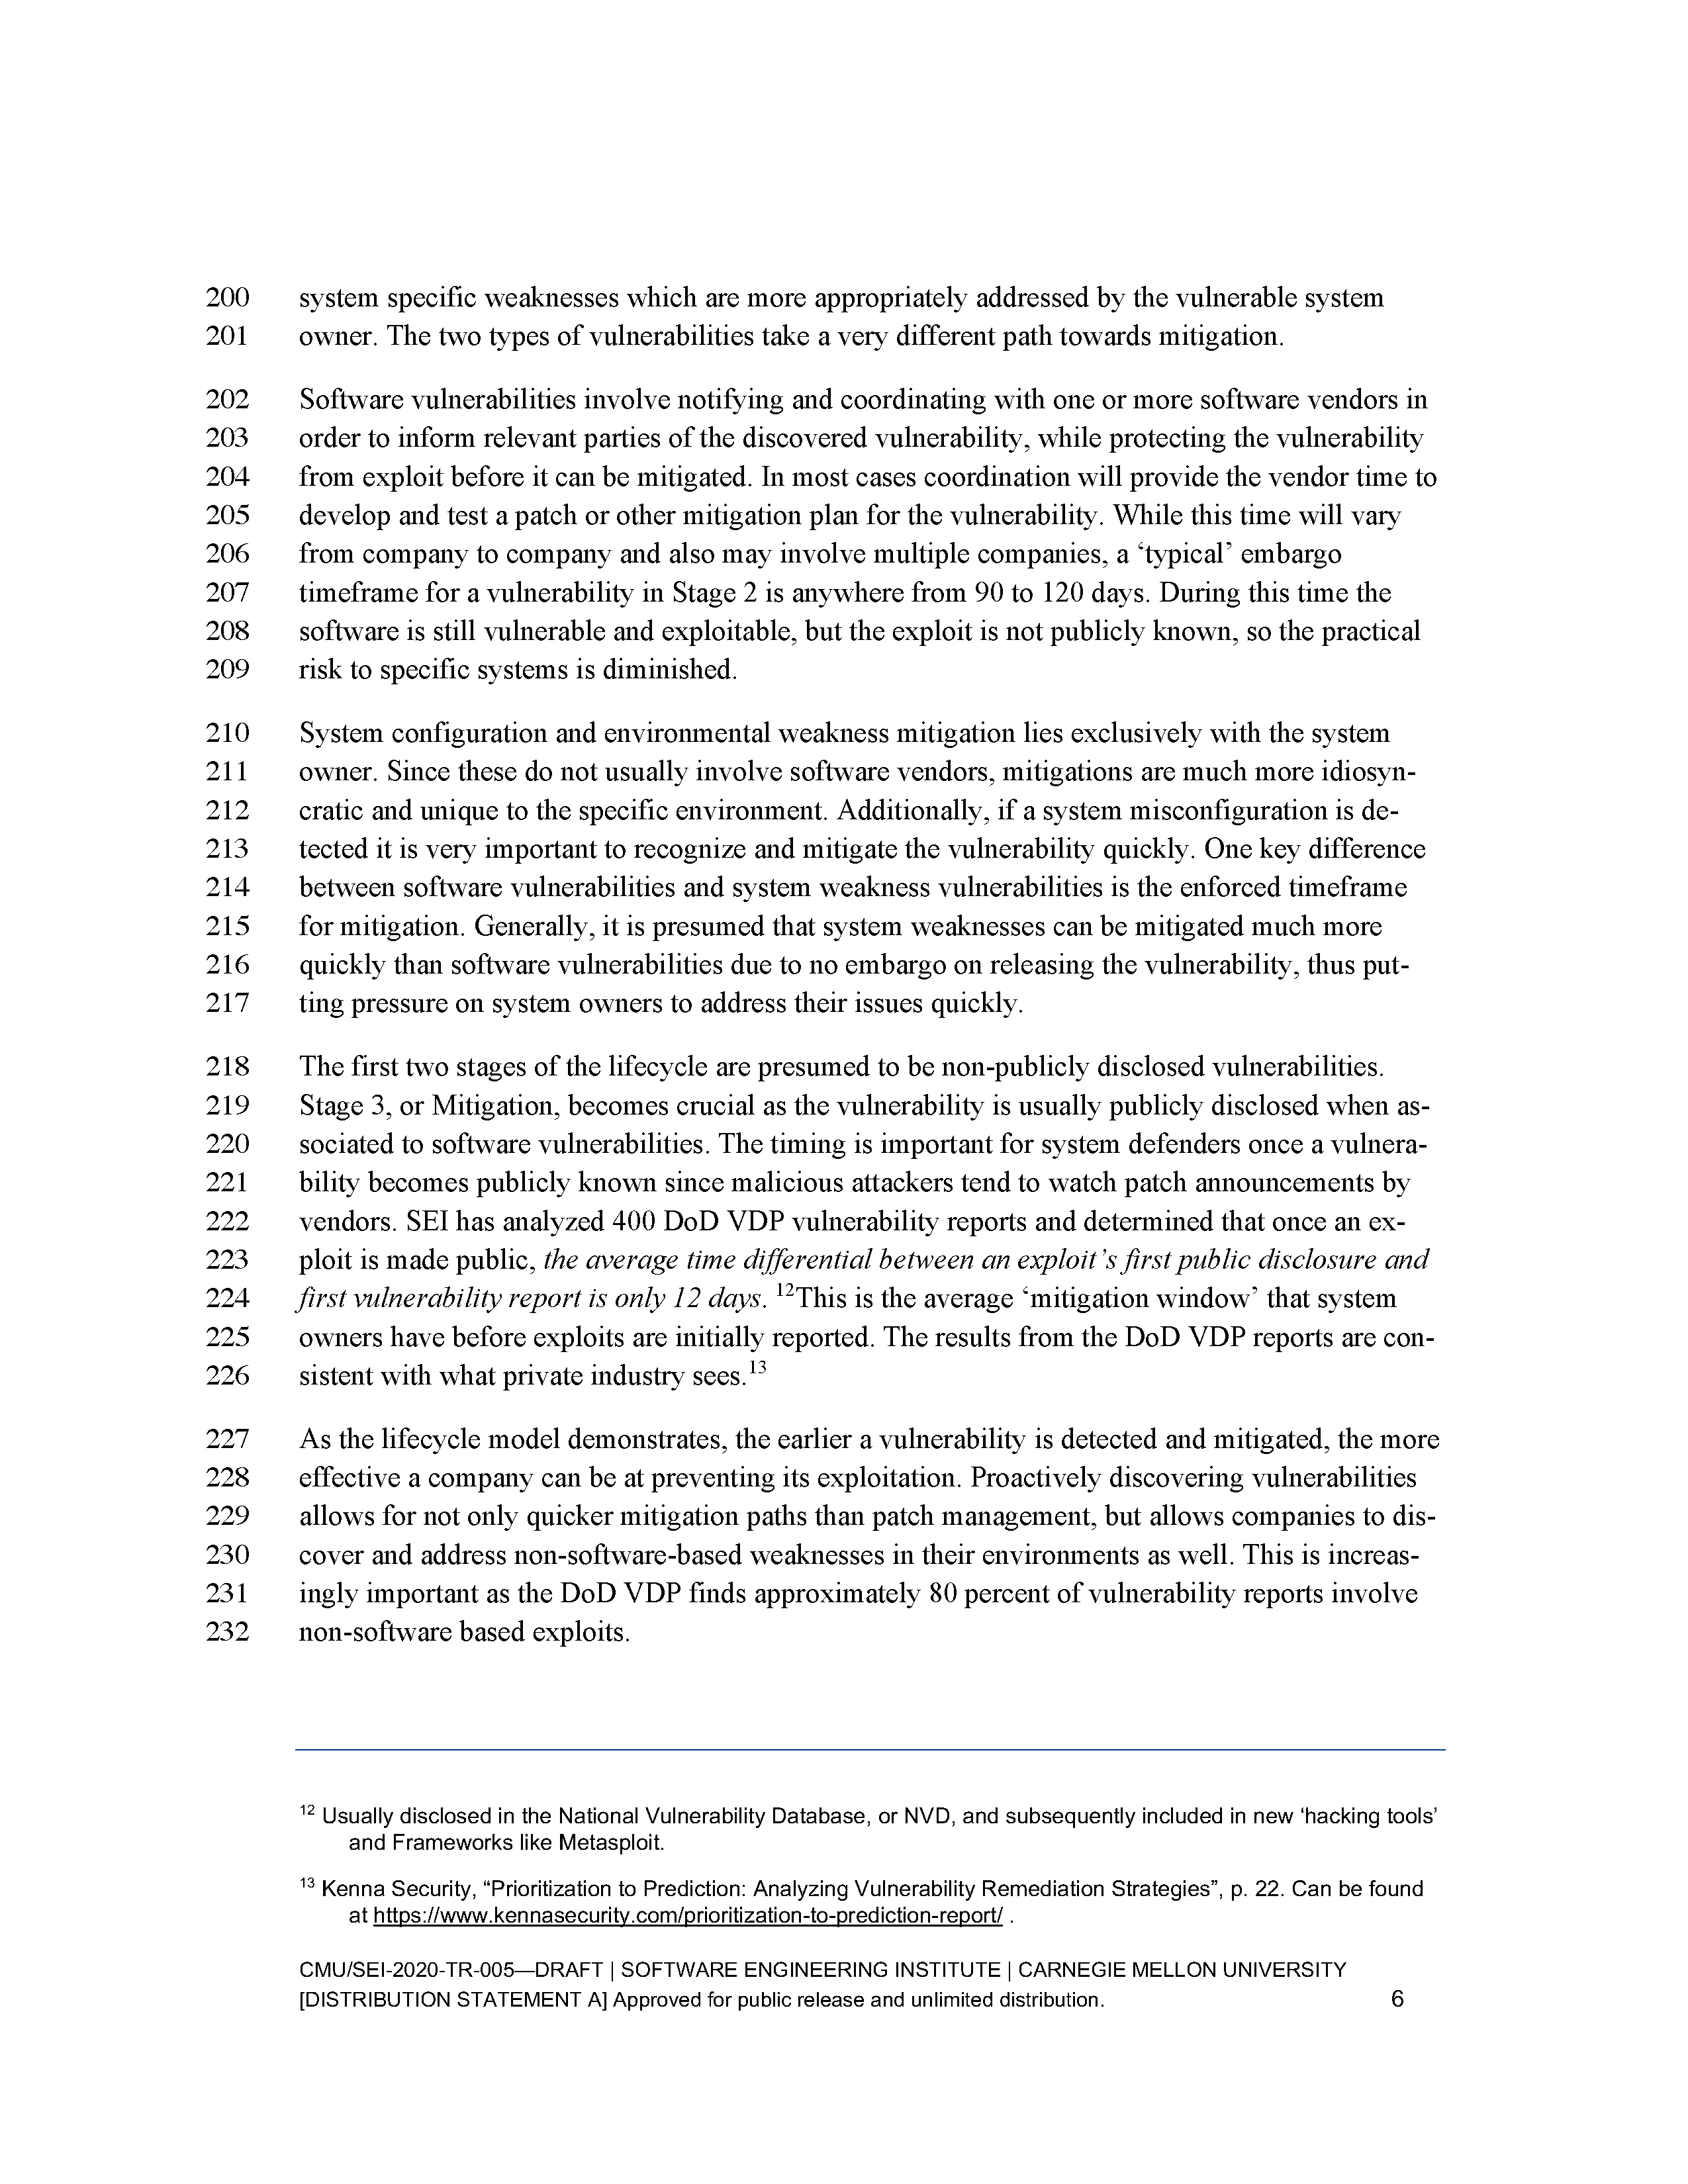 200 system specific weaknesses which are more appropriately addressed by the vulnerable system
201 owner. The two types of vulnerabilities take a very different path towards mitigation.
202 Software vulnerabilities involve notifying and coordinating with one or more software vendors in
203 order to inform relevant parties of the discovered vulnerability, while protecting the vulnerability
204 from exploit before it can be mitigated. In most cases coordination will provide the vendor time to
205 develop and test a patch or other mitigation plan for the vulnerability. While this time will vary
206 from company to company and also may involve multiple companies, a ‘typical’ embargo
207 timeframe for a vulnerability in Stage 2 is anywhere from 90 to 120 days. During this time the
208 software is still vulnerable and exploitable, but the exploit is not publicly known, so the practical
209 risk to specific systems is diminished.
210 System configuration and environmental weakness mitigation lies exclusively with the system
211 owner. Since these do not usually involve software vendors, mitigations are much more idiosyn-
212 cratic and unique to the specific environment. Additionally, if a system misconfiguration is de-
213 tected it is very important to recognize and mitigate the vulnerability quickly. One key difference
214 between software vulnerabilities and system weakness vulnerabilities is the enforced timeframe
215 for mitigation. Generally, it is presumed that system weaknesses can be mitigated much more
216 quickly than software vulnerabilities due to no embargo on releasing the vulnerability, thus put-
217 ting pressure on system owners to address their issues quickly.
218 The first two stages of the lifecycle are presumed to be non-publicly disclosed vulnerabilities.
219 Stage 3, or Mitigation, becomes crucial as the vulnerability is usually publicly disclosed when as-
220 sociated to software vulnerabilities. The timing is important for system defenders once a vulnera-
221 bility becomes publicly known since malicious attackers tend to watch patch announcements by
222 vendors. SEI has analyzed 400 DoD VDP vulnerability reports and determined that once an ex-
223 ploit is made public, the average time differential between an exploit’s first public disclosure and
224 first vulnerability report is only 12 days. 12This is the average ‘mitigation window’ that system
225 owners have before exploits are initially reported. The results from the DoD VDP reports are con-
226 sistent with what private industry sees.13
227 As the lifecycle model demonstrates, the earlier a vulnerability is detected and mitigated, the more
228 effective a company can be at preventing its exploitation. Proactively discovering vulnerabilities
229 allows for not only quicker mitigation paths than patch management, but allows companies to dis-
230 cover and address non-software-based weaknesses in their environments as well. This is increas-
231 ingly important as the DoD VDP finds approximately 80 percent of vulnerability reports involve
232 non-software based exploits.
12 Usually disclosed in the National Vulnerability Database, or NVD, and subsequently included in new ‘hacking tools’
and Frameworks like Metasploit.
13 Kenna Security, “Prioritization to Prediction: Analyzing Vulnerability Remediation Strategies”, p. 22. Can be found
at https://www.kennasecurity.com/prioritization-to-prediction-report/ .
CMU/SEI-2020-TR-005—DRAFT | SOFTWARE ENGINEERING INSTITUTE | CARNEGIE MELLON UNIVERSITY
[DISTRIBUTION STATEMENT A] Approved for public release and unlimited distribution. 6